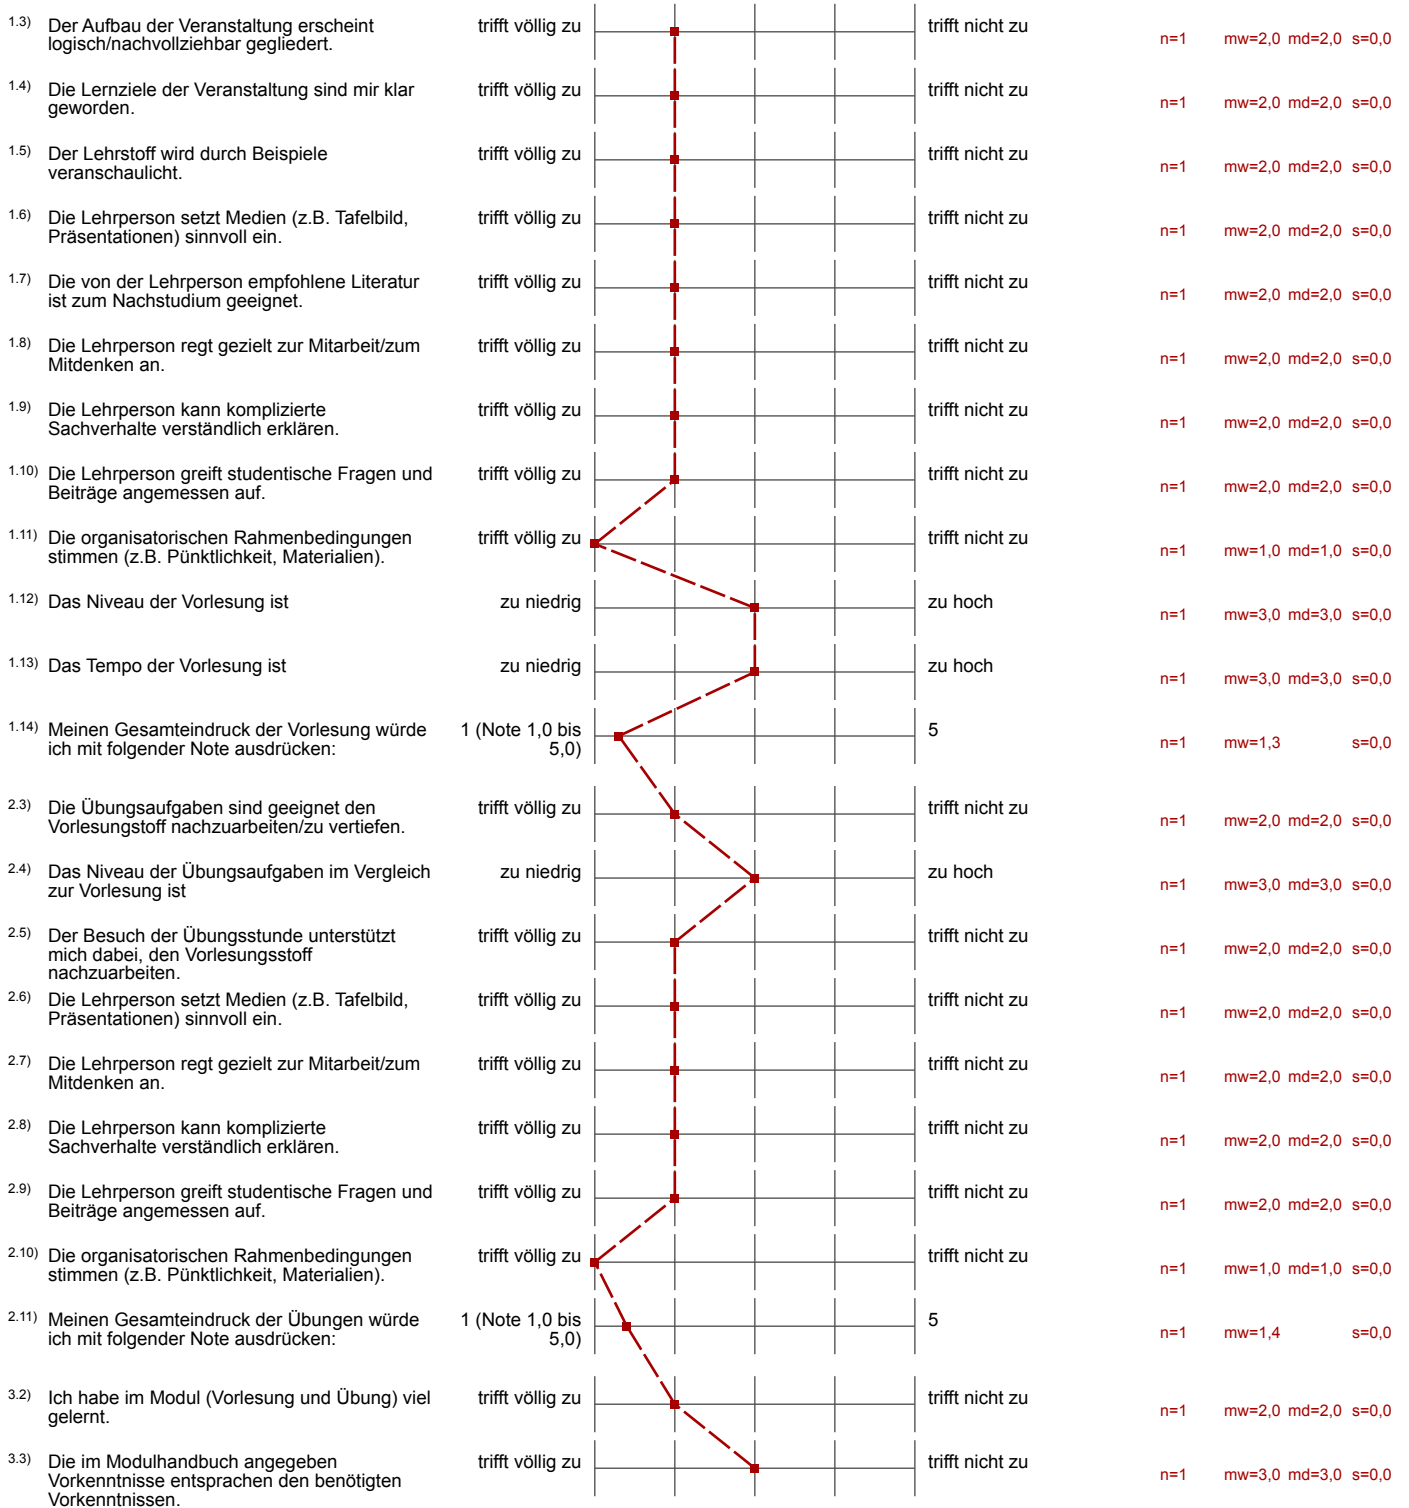 1.3) Der Aufbau der Veranstaltung erscheint trifft völlig zu trifft nicht zu
logisch/nachvollziehbar gegliedert. n=1 mw=2,0 md=2,0 s=0,0
1.4) Die Lernziele der Veranstaltung sind mir klar trifft völlig zu trifft nicht zu
geworden. n=1 mw=2,0 md=2,0 s=0,0
1.5) Der Lehrstoff wird durch Beispiele trifft völlig zu trifft nicht zu
veranschaulicht. n=1 mw=2,0 md=2,0 s=0,0
1.6) Die Lehrperson setzt Medien (z.B. Tafelbild, trifft völlig zu trifft nicht zu
Präsentationen) sinnvoll ein. n=1 mw=2,0 md=2,0 s=0,0
1.7) Die von der Lehrperson empfohlene Literatur trifft völlig zu trifft nicht zu
ist zum Nachstudium geeignet. n=1 mw=2,0 md=2,0 s=0,0
1.8) Die Lehrperson regt gezielt zur Mitarbeit/zum trifft völlig zu trifft nicht zu
Mitdenken an. n=1 mw=2,0 md=2,0 s=0,0
1.9) Die Lehrperson kann komplizierte trifft völlig zu trifft nicht zu
Sachverhalte verständlich erklären. n=1 mw=2,0 md=2,0 s=0,0
1.10) Die Lehrperson greift studentische Fragen und trifft völlig zu trifft nicht zu
Beiträge angemessen auf. n=1 mw=2,0 md=2,0 s=0,0
1.11) Die organisatorischen Rahmenbedingungen trifft völlig zu trifft nicht zu
stimmen (z.B. Pünktlichkeit, Materialien). n=1 mw=1,0 md=1,0 s=0,0
1.12) Das Niveau der Vorlesung ist zu niedrig zu hoch
n=1 mw=3,0 md=3,0 s=0,0
1.13) Das Tempo der Vorlesung ist zu niedrig zu hoch
n=1 mw=3,0 md=3,0 s=0,0
1.14) Meinen Gesamteindruck der Vorlesung würde 1 (Note 1,0 bis 5
ich mit folgender Note ausdrücken: 5,0) n=1 mw=1,3 s=0,0
2.3) Die Übungsaufgaben sind geeignet den trifft völlig zu trifft nicht zu
Vorlesungstoff nachzuarbeiten/zu vertiefen. n=1 mw=2,0 md=2,0 s=0,0
2.4) Das Niveau der Übungsaufgaben im Vergleich zu niedrig zu hoch
zur Vorlesung ist n=1 mw=3,0 md=3,0 s=0,0
2.5) Der Besuch der Übungsstunde unterstützt trifft völlig zu trifft nicht zu
mich dabei, den Vorlesungsstoff n=1 mw=2,0 md=2,0 s=0,0
nachzuarbeiten.
2.6) Die Lehrperson setzt Medien (z.B. Tafelbild, trifft völlig zu trifft nicht zu
Präsentationen) sinnvoll ein. n=1 mw=2,0 md=2,0 s=0,0
2.7) Die Lehrperson regt gezielt zur Mitarbeit/zum trifft völlig zu trifft nicht zu
Mitdenken an. n=1 mw=2,0 md=2,0 s=0,0
2.8) Die Lehrperson kann komplizierte trifft völlig zu trifft nicht zu
Sachverhalte verständlich erklären. n=1 mw=2,0 md=2,0 s=0,0
2.9) Die Lehrperson greift studentische Fragen und trifft völlig zu trifft nicht zu
Beiträge angemessen auf. n=1 mw=2,0 md=2,0 s=0,0
2.10) Die organisatorischen Rahmenbedingungen trifft völlig zu trifft nicht zu
stimmen (z.B. Pünktlichkeit, Materialien). n=1 mw=1,0 md=1,0 s=0,0
2.11) Meinen Gesamteindruck der Übungen würde 1 (Note 1,0 bis 5
ich mit folgender Note ausdrücken: 5,0) n=1 mw=1,4 s=0,0
3.2) Ich habe im Modul (Vorlesung und Übung) viel trifft völlig zu trifft nicht zu
gelernt. n=1 mw=2,0 md=2,0 s=0,0
3.3) Die im Modulhandbuch angegeben trifft völlig zu trifft nicht zu
Vorkenntnisse entsprachen den benötigten n=1 mw=3,0 md=3,0 s=0,0
Vorkenntnissen.